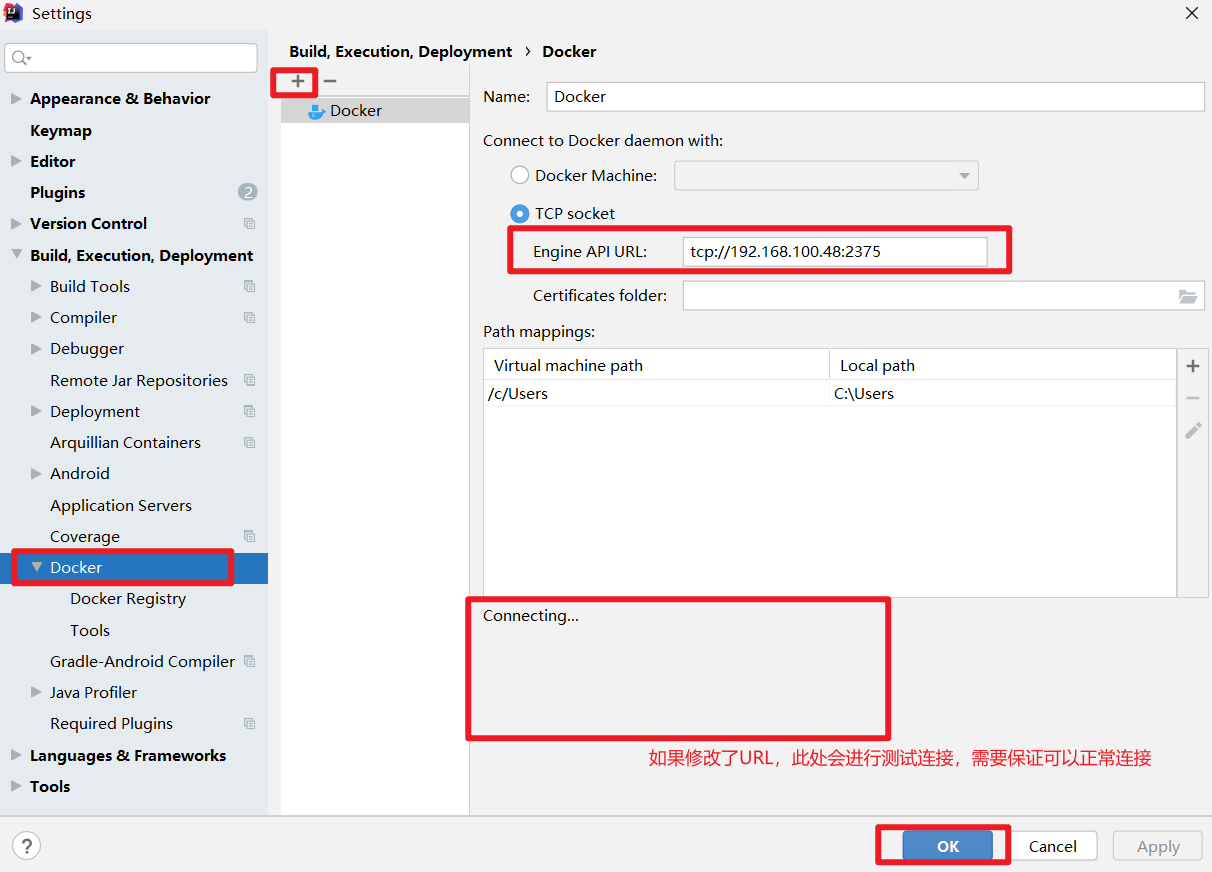 Settings
Build, Execution, Deployment › Docker
Appearance & Behavior
Keymap
Editor
Plugins 2
Version Control
Build, Execution, Deployment
Build Tools
Compiler
Debugger
Remote Jar Repositories
Deployment
Arquillian Containers
Android
Application Servers
Coverage
Docker
Docker Registry
Tools
Gradle-Android Compiler
Java Profiler
Required Plugins
Languages & Frameworks
Tools
Docker
Name: Docker
Connect to Docker daemon with:
Docker Machine:
TCP socket
Engine API URL: tcp://192.168.100.48:2375
Certificates folder:
Path mappings:
Virtual machine path Local path
/c/Users C:\Users
Connecting...
如果修改了URL，此处会进行测试连接，需要保证可以正常连接
? OK Cancel Apply